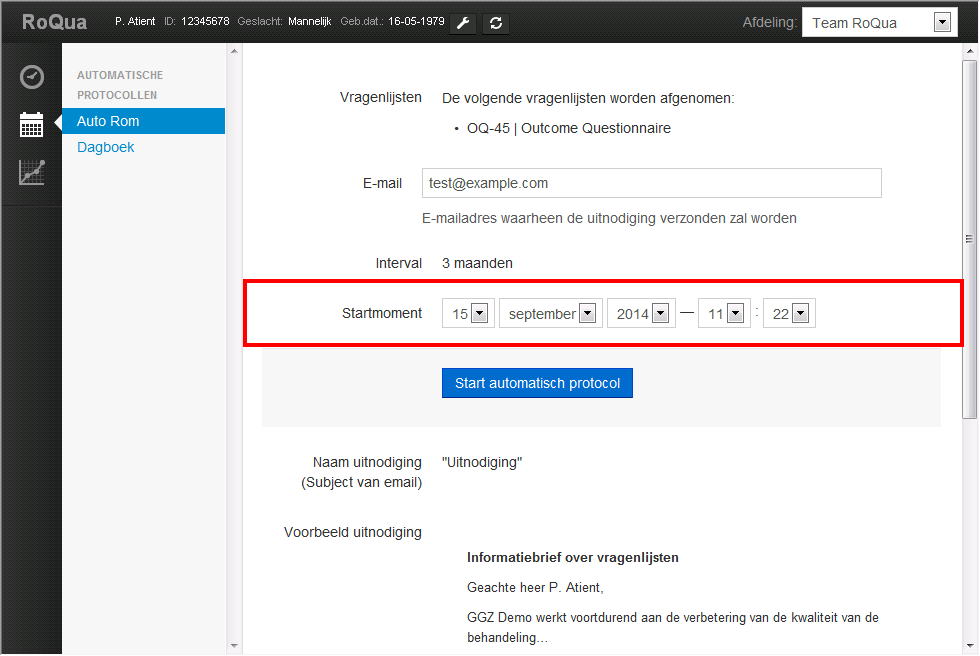 RoQua P. Atient ID: 12345678 Geslacht: Mannelijk Geb.dat.: 16-05-1979 Afdeling: Team RoQua
AUTOMATISCHE
PROTOCOLLEN
Auto Rom
Dagboek
Vragenlijsten De volgende vragenlijsten worden afgenomen:
• OQ-45 | Outcome Questionnaire
E-mail test@example.com
E-mailadres waarheen de uitnodiging verzonden zal worden
Interval 3 maanden
Startmoment 15 september 2014 — 11 : 22
Start automatisch protocol
Naam uitnodiging "Uitnodiging"
(Subject van email)
Voorbeeld uitnodiging
Informatiebrief over vragenlijsten
Geachte heer P. Atient,
GGZ Demo werkt voortdurend aan de verbetering van de kwaliteit van de
behandeling…